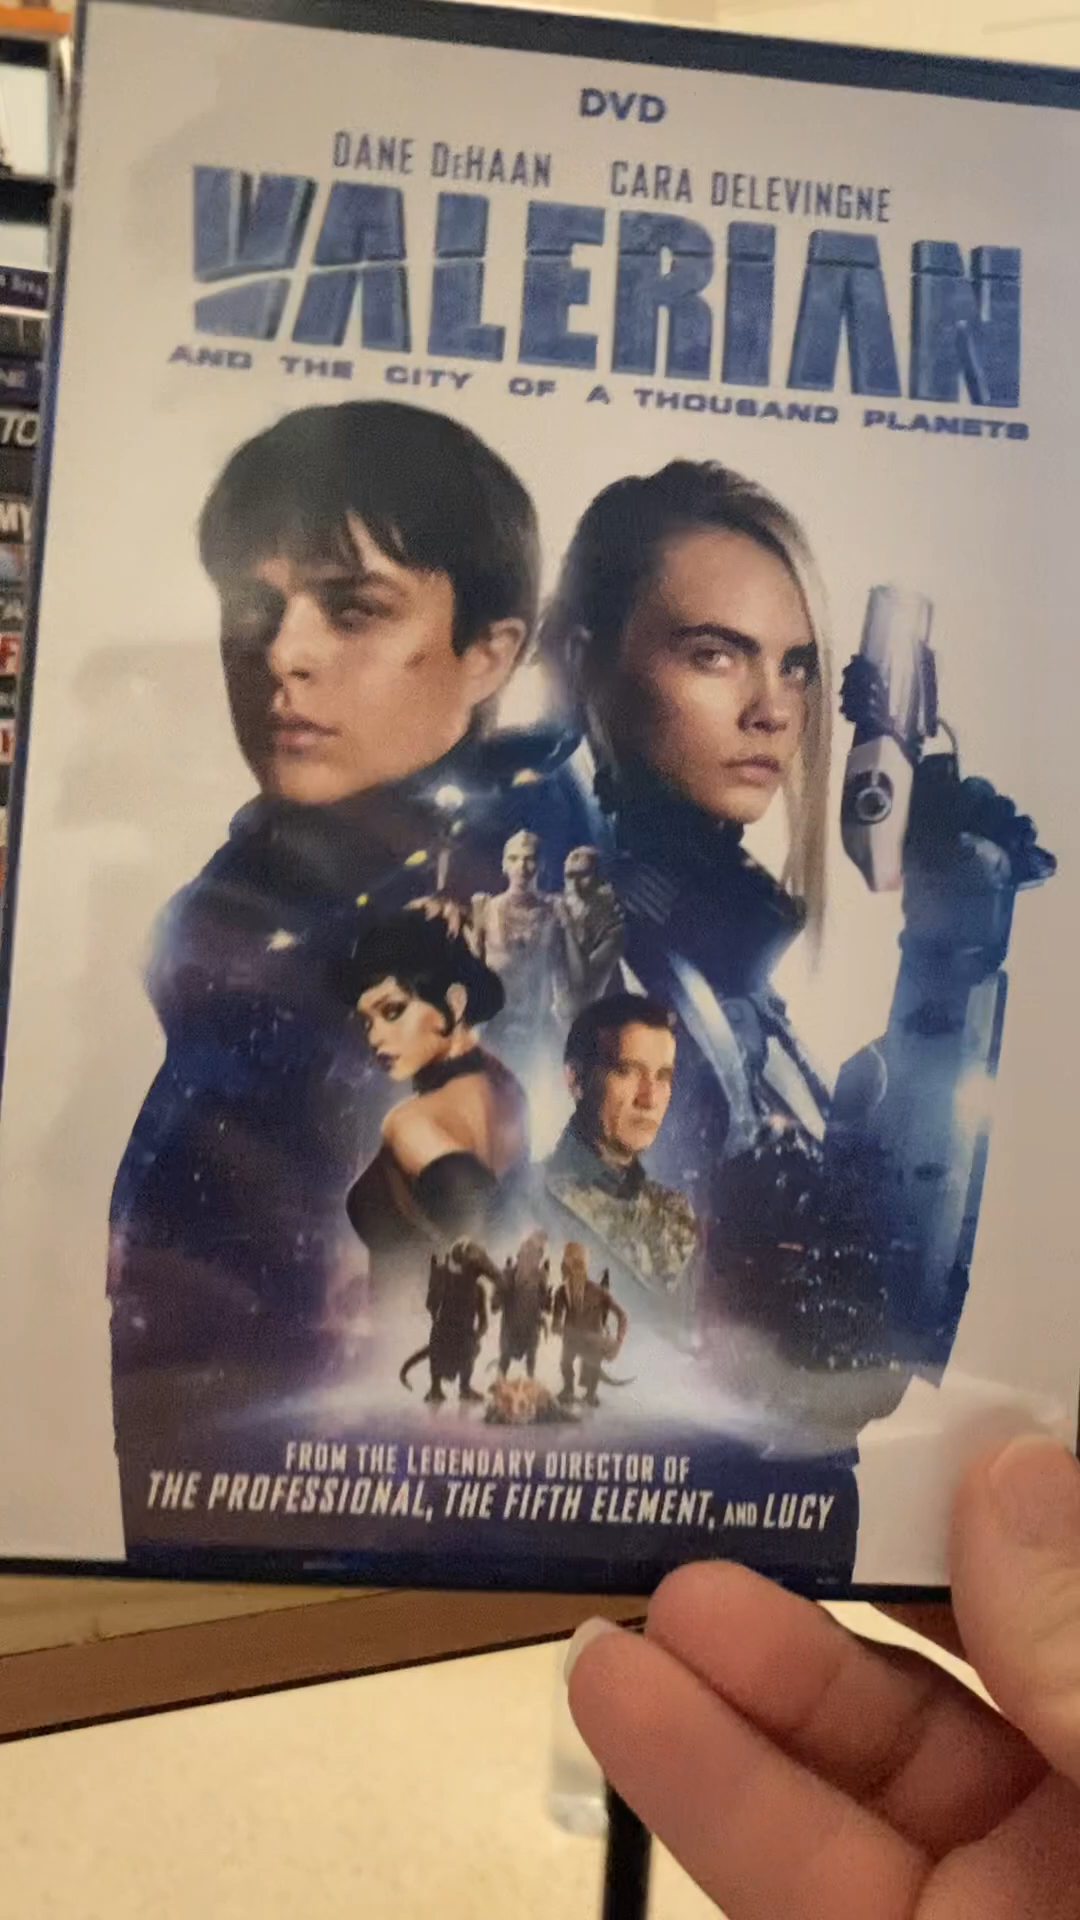 DVD
DANE DeHAAN CARA DELEVINGNE
VALERIAN
AND THE CITY OF A THOUSAND PLANETS
FROM THE LEGENDARY DIRECTOR OF
THE PROFESSIONAL, THE FIFTH ELEMENT, AND LUCY